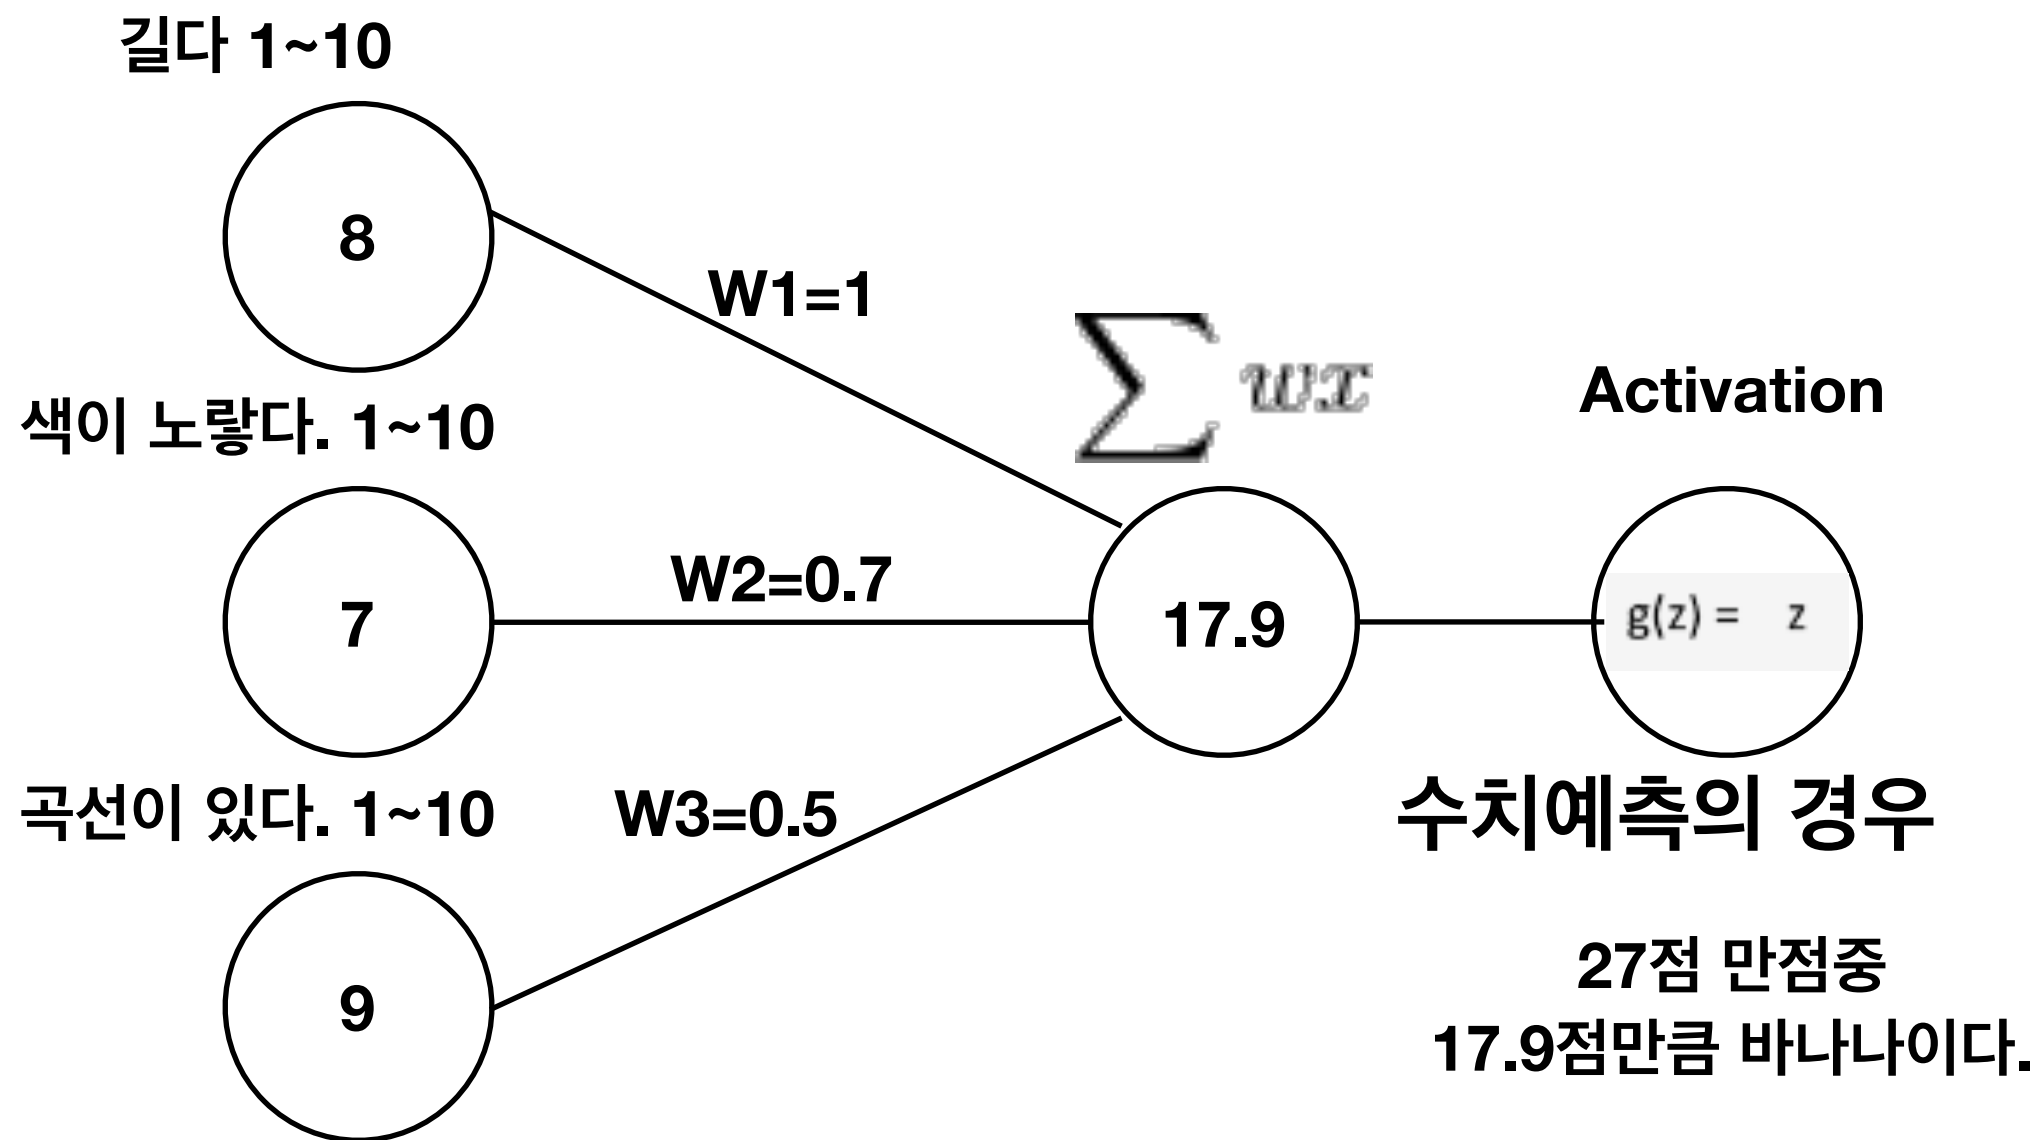 길다 1~10
8
W1=1
∑ wx
Activation
색이 노랗다. 1~10
7
W2=0.7
17.9
g(z) = z
곡선이 있다. 1~10
W3=0.5
9
수치예측의 경우
27점 만점중
17.9점만큼 바나나이다.